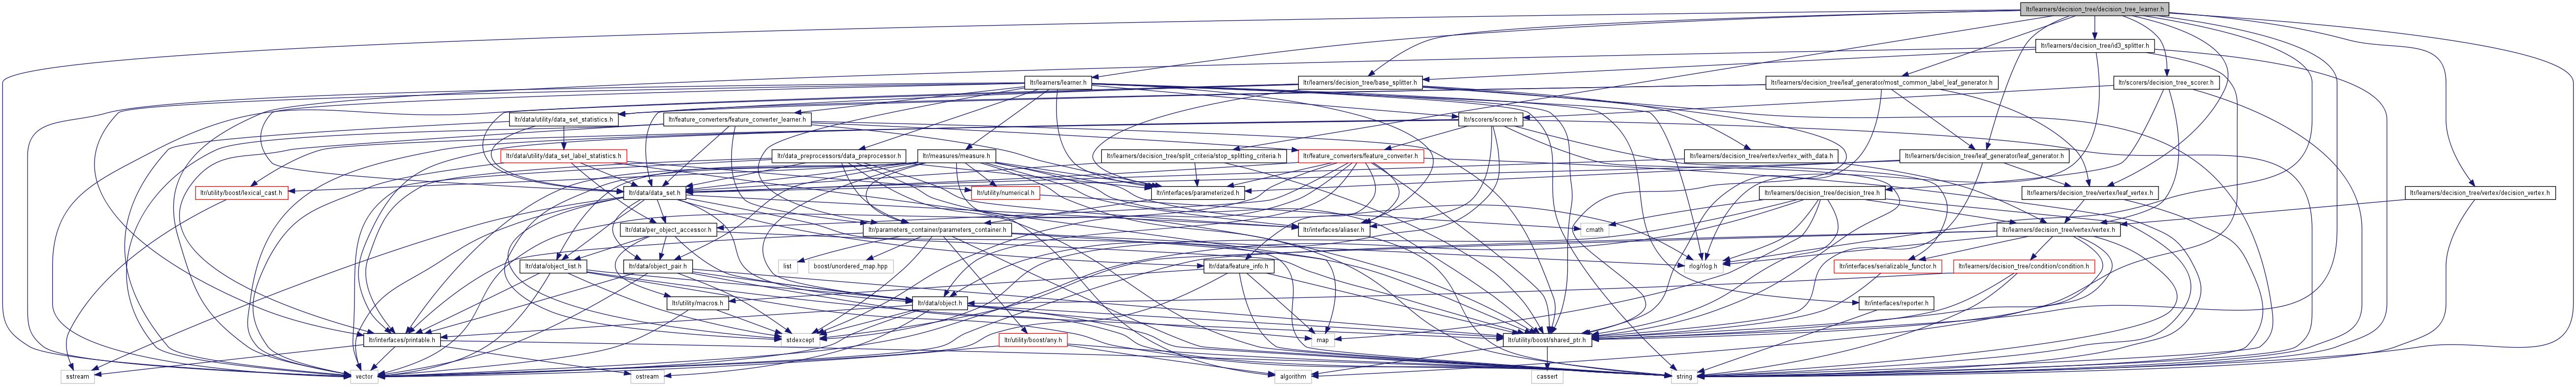 ltr/learners/decision_tree/decision_tree_learner.h
ltr/learners/decision_tree/id3_splitter.h
ltr/learners/learner.h
ltr/learners/decision_tree/base_splitter.h
ltr/learners/decision_tree/leaf_generator/most_common_label_leaf_generator.h
ltr/scorers/decision_tree_scorer.h
ltr/data/utility/data_set_statistics.h
ltr/feature_converters/feature_converter_learner.h
ltr/scorers/scorer.h
ltr/data/utility/data_set_label_statistics.h
ltr/data_preprocessors/data_preprocessor.h
ltr/measures/measure.h
ltr/learners/decision_tree/split_criteria/stop_splitting_criteria.h
ltr/feature_converters/feature_converter.h
ltr/learners/decision_tree/vertex/vertex_with_data.h
ltr/learners/decision_tree/leaf_generator/leaf_generator.h
ltr/utility/boost/lexical_cast.h
ltr/data/data_set.h
ltr/utility/numerical.h
ltr/interfaces/parameterized.h
ltr/learners/decision_tree/decision_tree.h
ltr/learners/decision_tree/vertex/leaf_vertex.h
ltr/learners/decision_tree/vertex/decision_vertex.h
ltr/data/per_object_accessor.h
ltr/parameters_container/parameters_container.h
ltr/interfaces/aliaser.h
cmath
ltr/learners/decision_tree/vertex/vertex.h
ltr/data/object_list.h
ltr/data/object_pair.h
list
boost/unordered_map.hpp
ltr/data/feature_info.h
rlog/rlog.h
ltr/interfaces/serializable_functor.h
ltr/learners/decision_tree/condition/condition.h
ltr/utility/macros.h
ltr/data/object.h
ltr/interfaces/reporter.h
ltr/interfaces/printable.h
stdexcept
ltr/utility/boost/any.h
map
ltr/utility/boost/shared_ptr.h
sstream
vector
ostream
algorithm
cassert
string